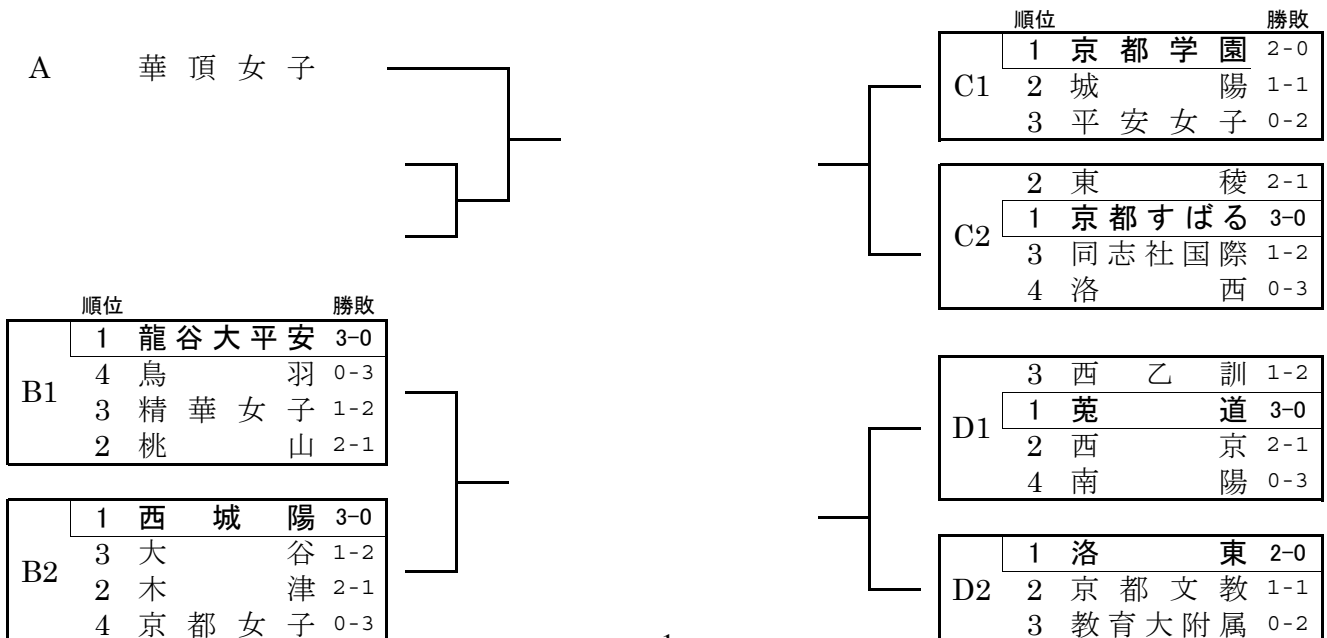 A 華頂女子
順位 勝敗
B1
1 龍谷大平安 3-0
4 鳥羽 0-3
3 精華女子 1-2
2 桃山 2-1
B2
1 西城陽 3-0
3 大谷 1-2
2 木津 2-1
4 京都女子 0-3
順位 勝敗
C1
1 京都学園 2-0
2 城陽 1-1
3 平安女子 0-2
C2
2 東稜 2-1
1 京都すばる 3-0
3 同志社国際 1-2
4 洛西 0-3
D1
3 西乙訓 1-2
1 莵道 3-0
2 西京 2-1
4 南陽 0-3
D2
1 洛東 2-0
2 京都文教 1-1
3 教育大附属 0-2